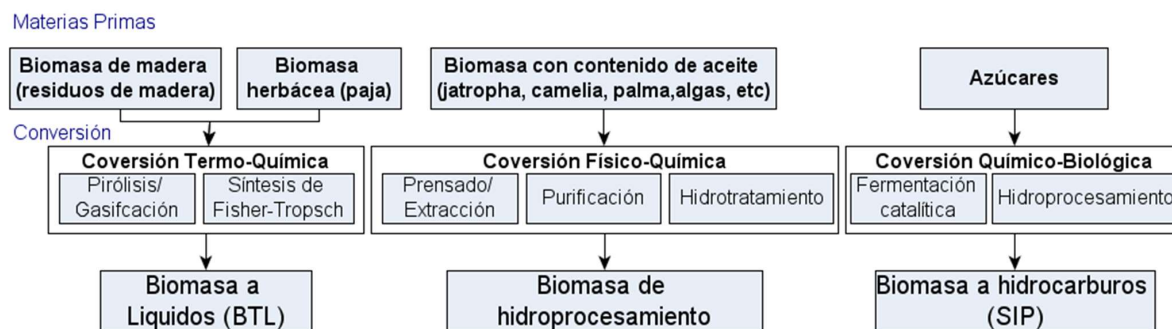 Materias Primas
Biomasa de madera
(residuos de madera)
Biomasa
herbácea (paja)
Biomasa con contenido de aceite
(jatropha, camelia, palma,algas, etc)
Azúcares
Conversión
Coversión Termo-Química
Pirólisis/
Gasifcación
Síntesis de
Fisher-Tropsch
Coversión Físico-Química
Prensado/
Extracción
Purificación
Hidrotratamiento
Coversión Químico-Biológica
Fermentación
catalítica
Hidroprocesamiento
Biomasa a
Liquidos (BTL)
Biomasa de
hidroprocesamiento
Biomasa a hidrocarburos
(SIP)